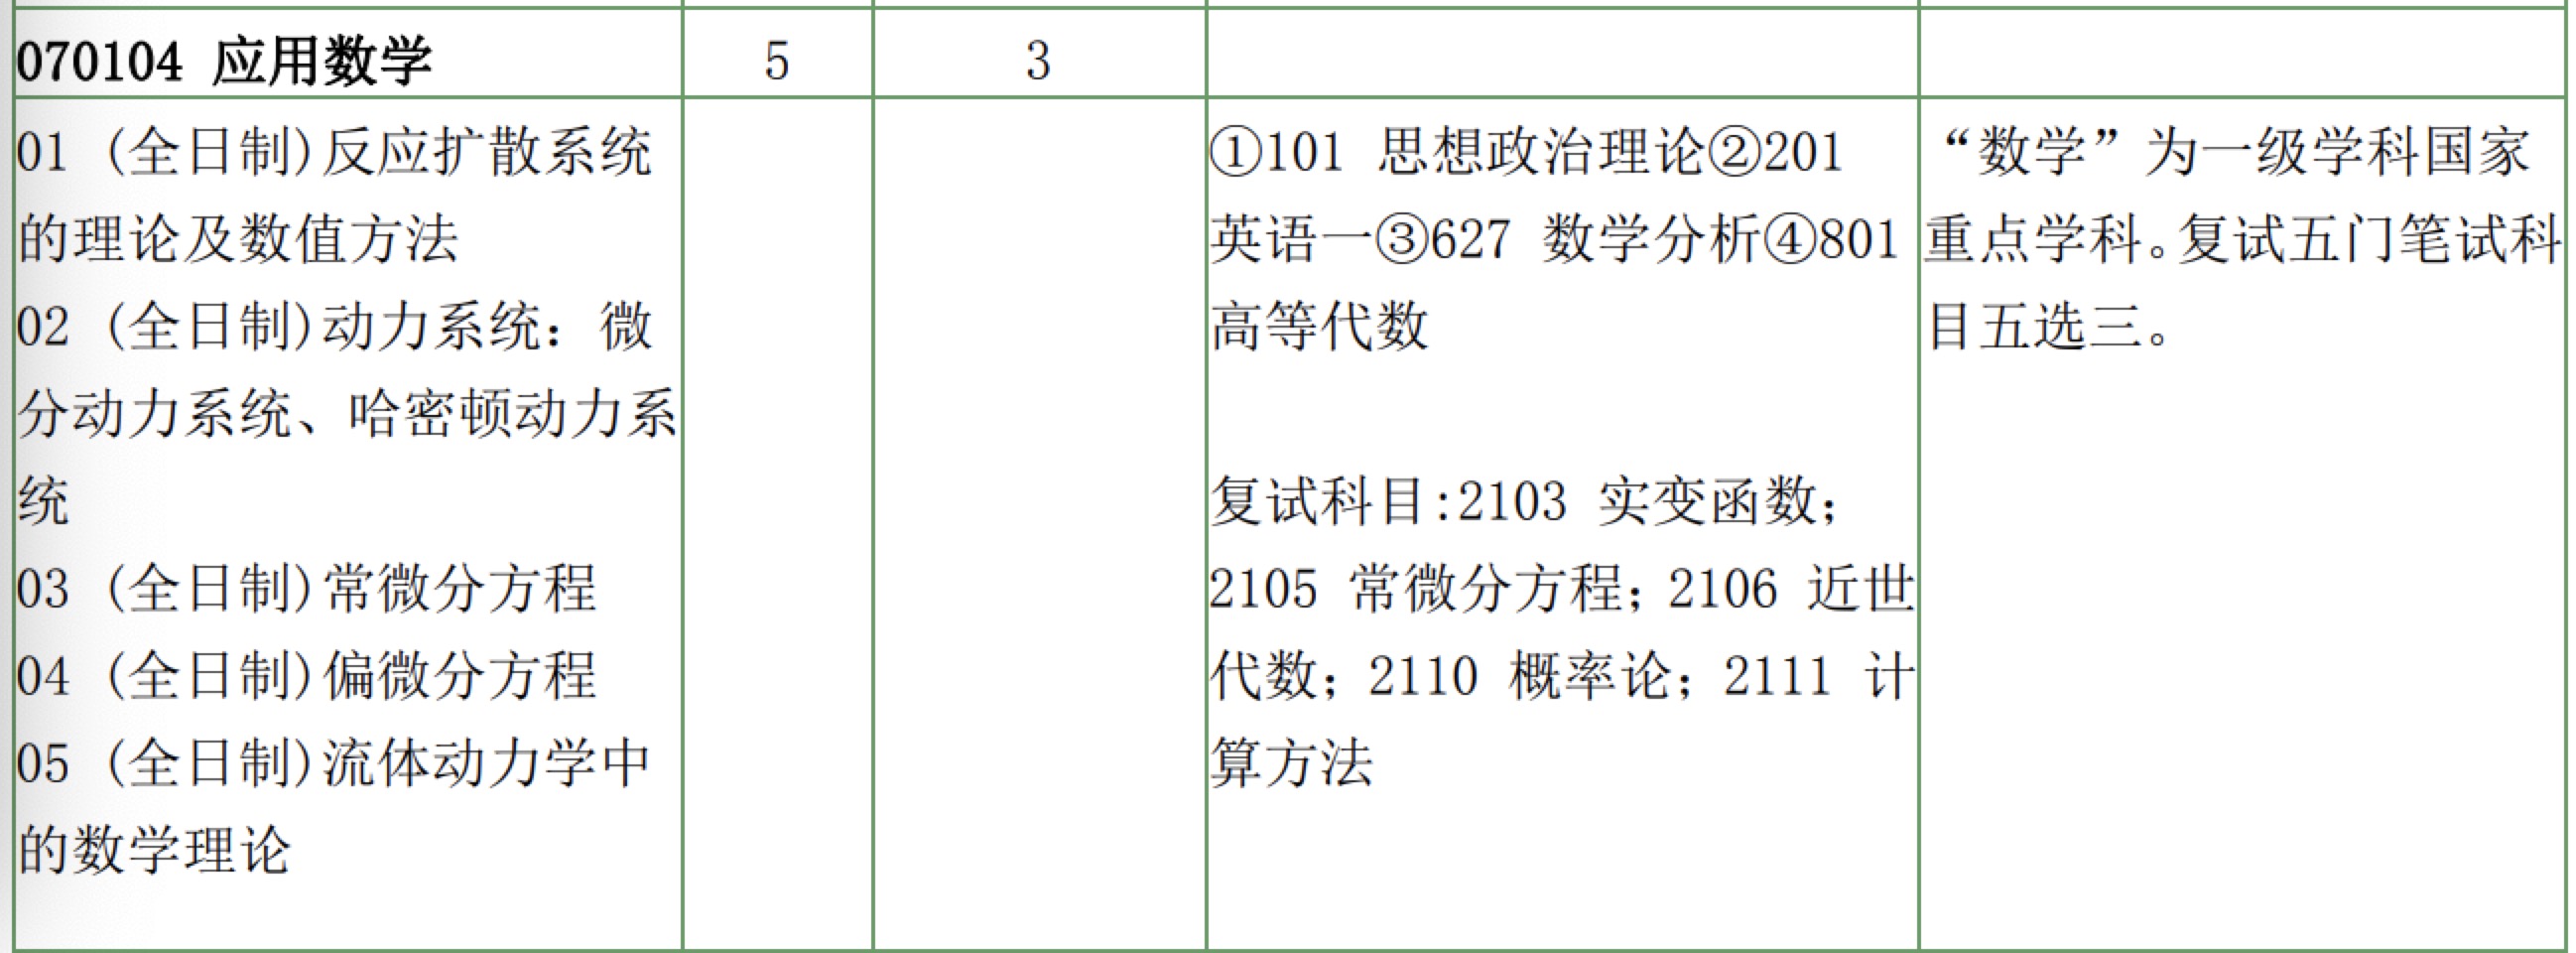 070104 应用数学 5 3
01 (全日制)反应扩散系统
的理论及数值方法
02 (全日制)动力系统：微
分动力系统、哈密顿动力系
统
03 (全日制)常微分方程
04 (全日制)偏微分方程
05 (全日制)流体动力学中
的数学理论
①101 思想政治理论②201
英语一③627 数学分析④801
高等代数
复试科目:2103 实变函数；
2105 常微分方程；2106 近世
代数；2110 概率论；2111 计
算方法
“数学”为一级学科国家
重点学科。复试五门笔试科
目五选三。